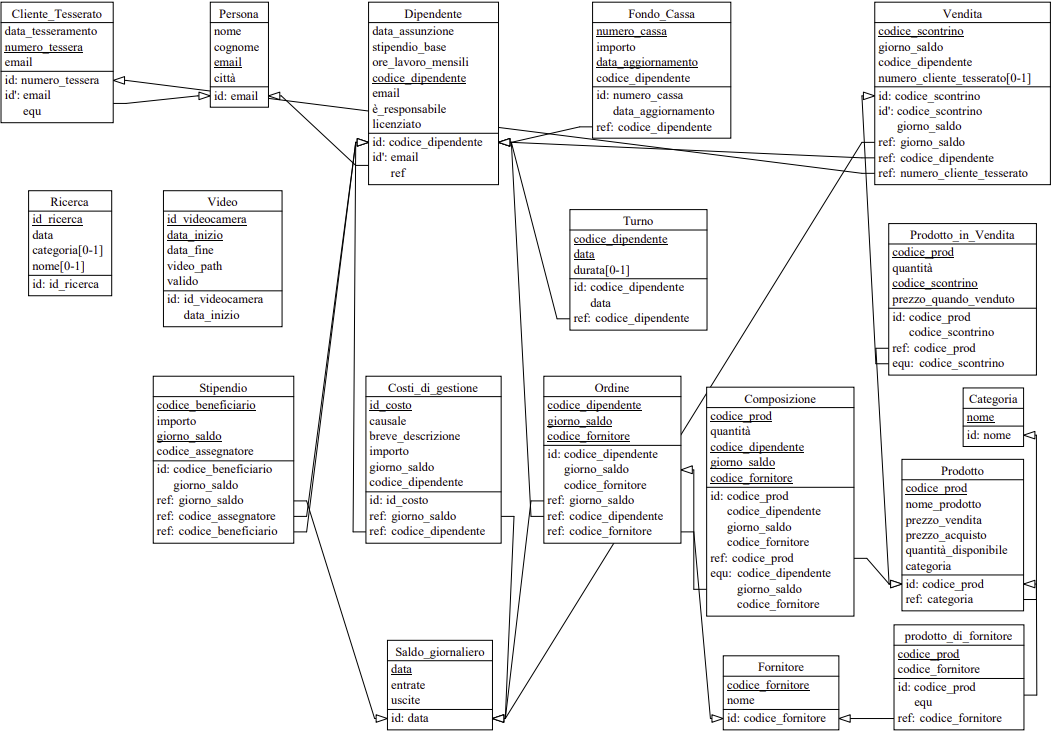 Cliente_Tesserato
data_tesseramento
numero_tessera
email
id: numero_tessera
id': email
equ
Persona
nome
cognome
email
città
id: email
Dipendente
data_assunzione
stipendio_base
ore_lavoro_mensili
codice_dipendente
email
è_responsabile
licenziato
id: codice_dipendente
id': email
ref
Fondo_Cassa
numero_cassa
importo
data_aggiornamento
codice_dipendente
id: numero_cassa
data_aggiornamento
ref: codice_dipendente
Vendita
codice_scontrino
giorno_saldo
codice_dipendente
numero_cliente_tesserato[0-1]
id: codice_scontrino
id': codice_scontrino
giorno_saldo
ref: giorno_saldo
ref: codice_dipendente
ref: numero_cliente_tesserato
Ricerca
id_ricerca
data
categoria[0-1]
nome[0-1]
id: id_ricerca
Video
id_videocamera
data_inizio
data_fine
video_path
valido
id: id_videocamera
data_inizio
Turno
codice_dipendente
data
durata[0-1]
id: codice_dipendente
data
ref: codice_dipendente
Prodotto_in_Vendita
codice_prod
quantità
codice_scontrino
prezzo_quando_venduto
id: codice_prod
codice_scontrino
ref: codice_prod
equ: codice_scontrino
Stipendio
codice_beneficiario
importo
giorno_saldo
codice_assegnatore
id: codice_beneficiario
giorno_saldo
ref: giorno_saldo
ref: codice_assegnatore
ref: codice_beneficiario
Costi_di_gestione
id_costo
causale
breve_descrizione
importo
giorno_saldo
codice_dipendente
id: id_costo
ref: giorno_saldo
ref: codice_dipendente
Ordine
codice_dipendente
giorno_saldo
codice_fornitore
id: codice_dipendente
giorno_saldo
codice_fornitore
ref: giorno_saldo
ref: codice_dipendente
ref: codice_fornitore
Composizione
codice_prod
quantità
codice_dipendente
giorno_saldo
codice_fornitore
id: codice_prod
codice_dipendente
giorno_saldo
codice_fornitore
ref: codice_prod
equ: codice_dipendente
giorno_saldo
codice_fornitore
Categoria
nome
id: nome
Prodotto
codice_prod
nome_prodotto
prezzo_vendita
prezzo_acquisto
quantità_disponibile
categoria
id: codice_prod
ref: categoria
Saldo_giornaliero
data
entrate
uscite
id: data
Fornitore
codice_fornitore
nome
id: codice_fornitore
prodotto_di_fornitore
codice_prod
codice_fornitore
id: codice_prod
equ
ref: codice_fornitore